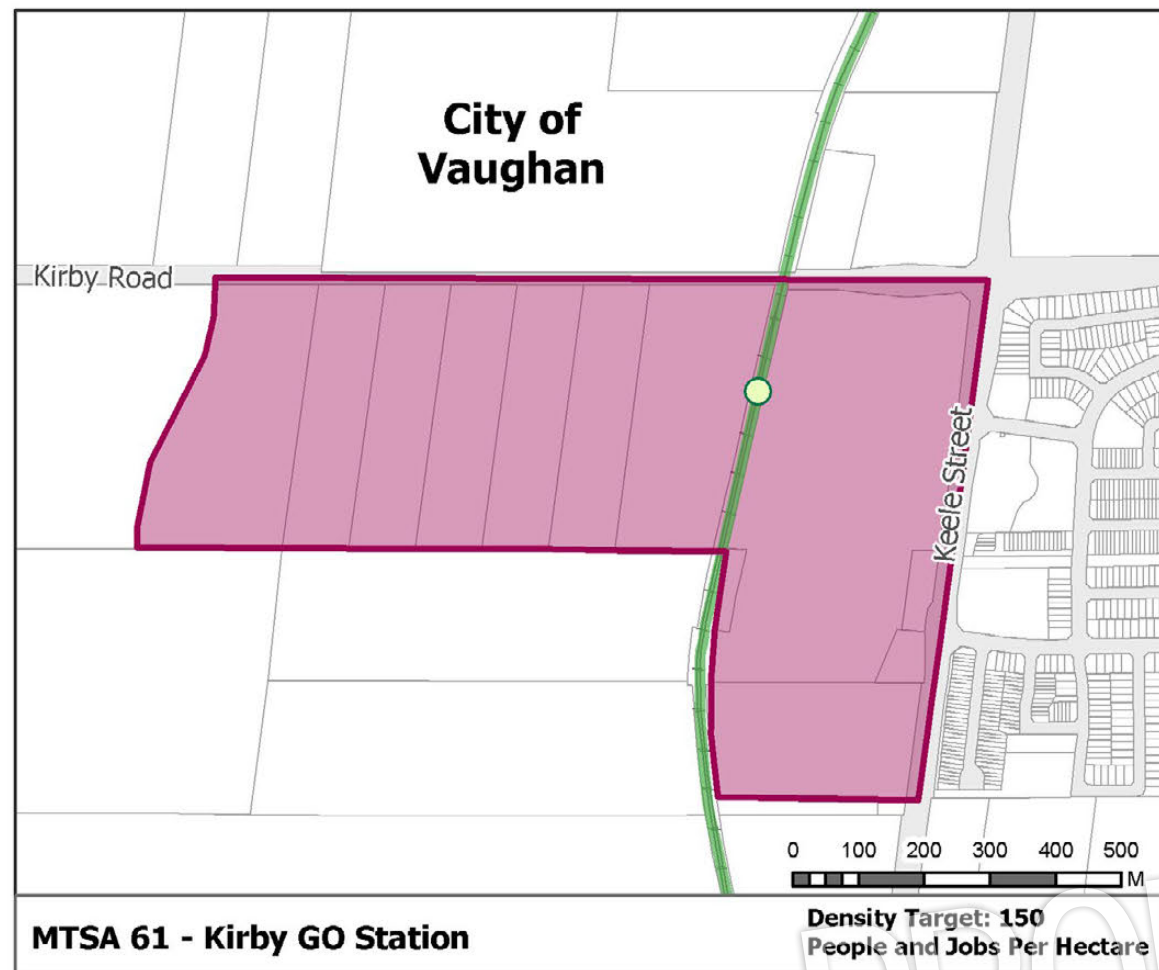 City of
Vaughan
Kirby Road
Keele Street
0 100 200 300 400 500
M
MTSA 61 - Kirby GO Station
Density Target: 150
People and Jobs Per Hectare